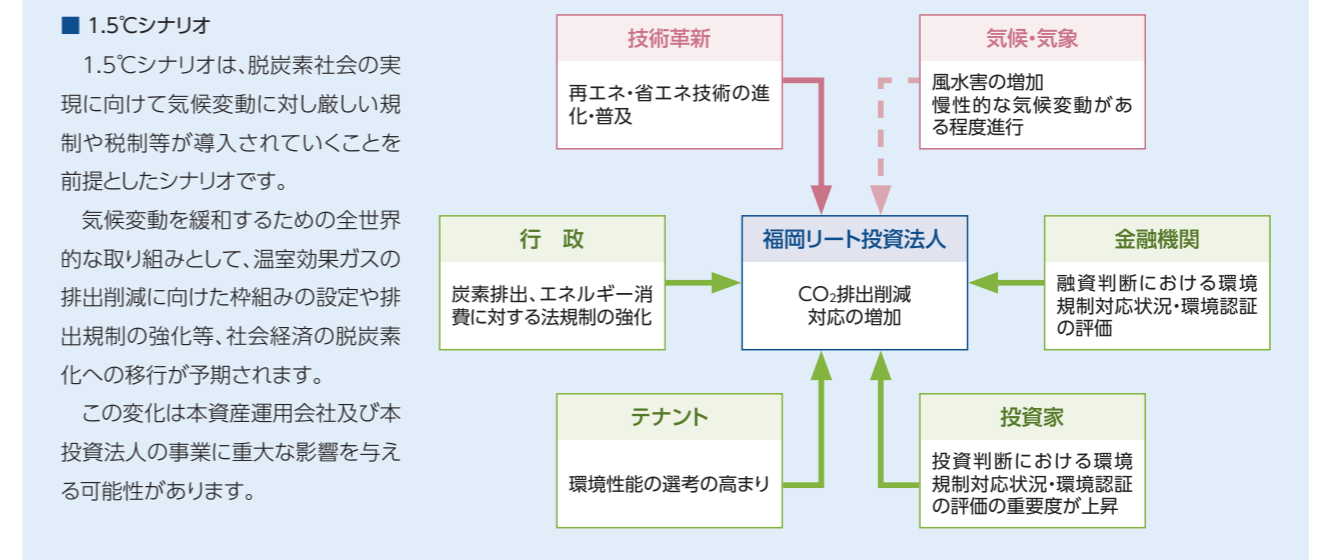 ■ 1.5℃シナリオ
1.5℃シナリオは、脱炭素社会の実
現に向けて気候変動に対し厳しい規
制や税制等が導入されていくことを
前提としたシナリオです。
気候変動を緩和するための全世界
的な取り組みとして、温室効果ガスの
排出削減に向けた枠組みの設定や排
出規制の強化等、社会経済の脱炭素
化への移行が予期されます。
この変化は本資産運用会社及び本
投資法人の事業に重大な影響を与え
る可能性があります。
技術革新
再エネ・省エネ技術の進
化・普及
気候・気象
風水害の増加
慢性的な気候変動があ
る程度進行
行　政
炭素排出、エネルギー消
費に対する法規制の強化
福岡リート投資法人
CO₂排出削減
対応の増加
金融機関
融資判断における環境
規制対応状況・環境認証
の評価
テナント
環境性能の選考の高まり
投資家
投資判断における環境
規制対応状況・環境認証
の評価の重要度が上昇